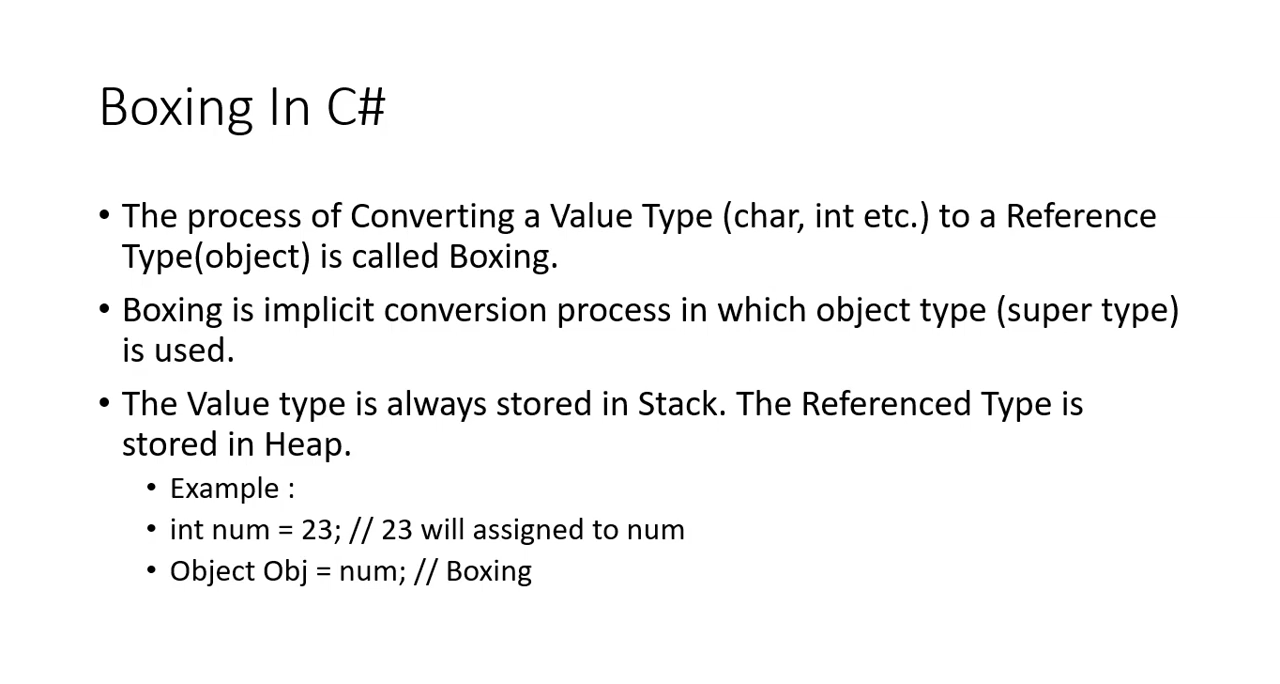 Boxing In C#
• The process of Converting a Value Type (char, int etc.) to a Reference
Type(object) is called Boxing.
• Boxing is implicit conversion process in which object type (super type)
is used.
• The Value type is always stored in Stack. The Referenced Type is
stored in Heap.
• Example :
• int num = 23; // 23 will assigned to num
• Object Obj = num; // Boxing